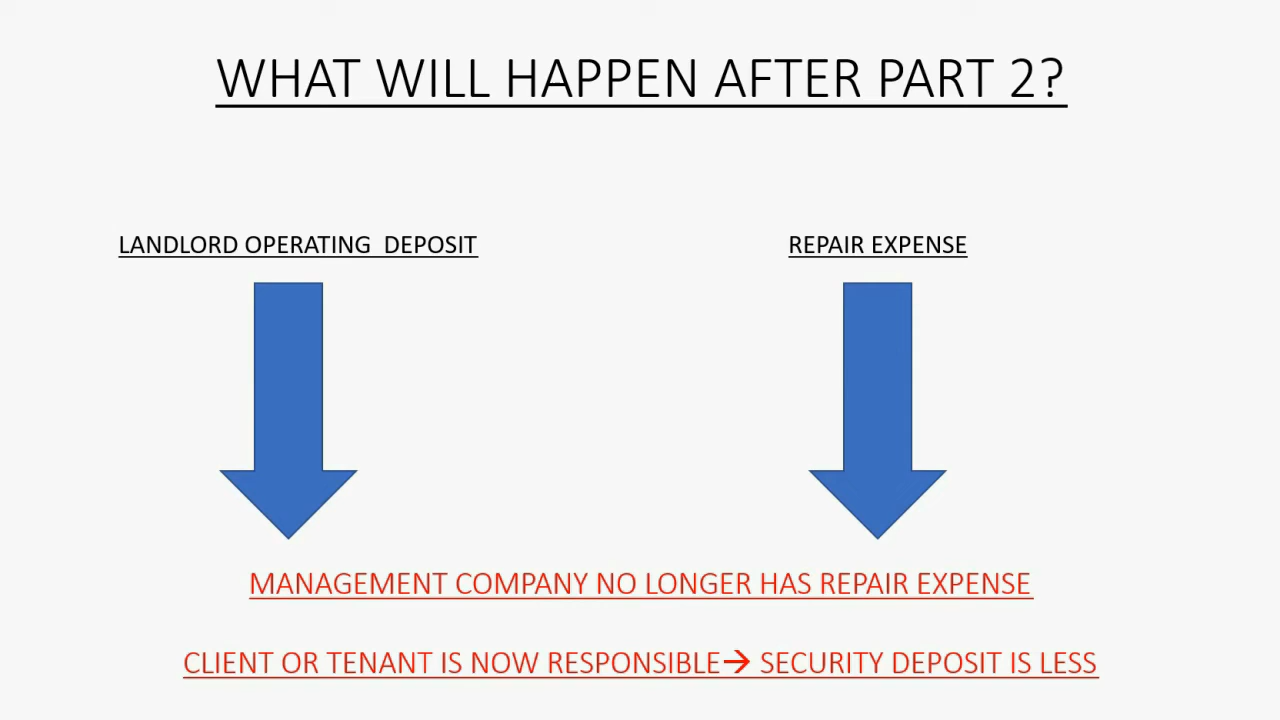 WHAT WILL HAPPEN AFTER PART 2?
LANDLORD OPERATING DEPOSIT
REPAIR EXPENSE
MANAGEMENT COMPANY NO LONGER HAS REPAIR EXPENSE
CLIENT OR TENANT IS NOW RESPONSIBLE→ SECURITY DEPOSIT IS LESS